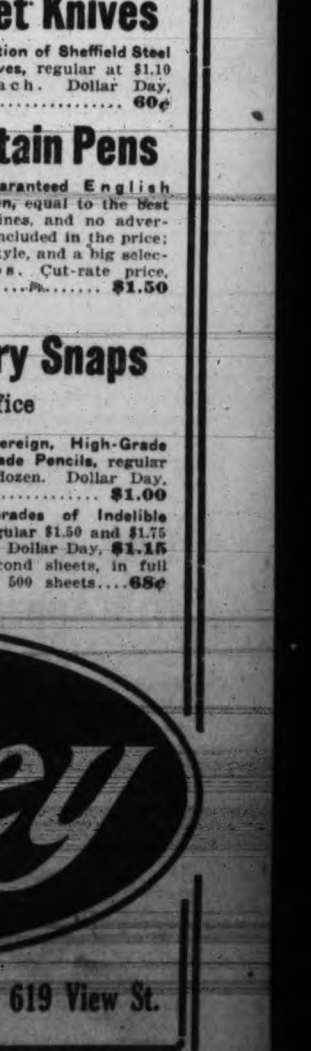 et Knives
tion of Sheffield Steel
ves, regular at $1.10
ach. Dollar Day,
................ 60¢
tain Pens
aranteed English
n, equal to the best
ines, and no adver-
ncluded in the price;
tyle, and a big selec-
s. Cut-rate price,
............ $1.50
ry Snaps
fice
ereign, High-Grade
ade Pencils, regular
dozen. Dollar Day,
............. $1.00
rades of Indelible
gular $1.50 and $1.75
Dollar Day, $1.15
cond sheets, in full
500 sheets....68¢
ey
619 View St.